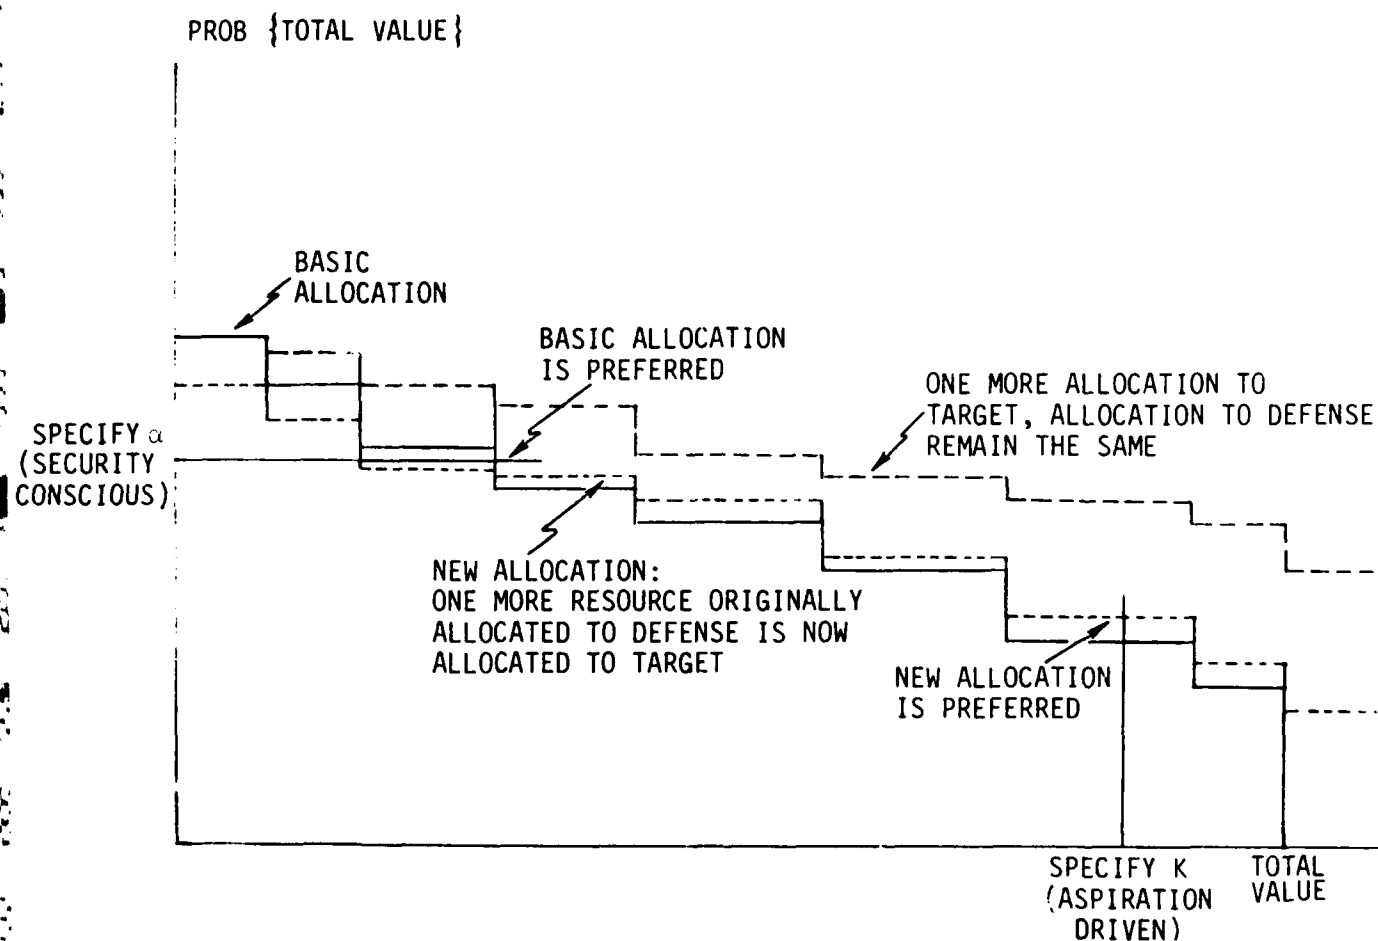 PROB {TOTAL VALUE}
BASIC
ALLOCATION
BASIC ALLOCATION
IS PREFERRED
ONE MORE ALLOCATION TO
TARGET, ALLOCATION TO DEFENSE
REMAIN THE SAME
SPECIFY α
(SECURITY
CONSCIOUS)
NEW ALLOCATION:
ONE MORE RESOURCE ORIGINALLY
ALLOCATED TO DEFENSE IS NOW
ALLOCATED TO TARGET
NEW ALLOCATION
IS PREFERRED
SPECIFY K
(ASPIRATION
DRIVEN)
TOTAL
VALUE